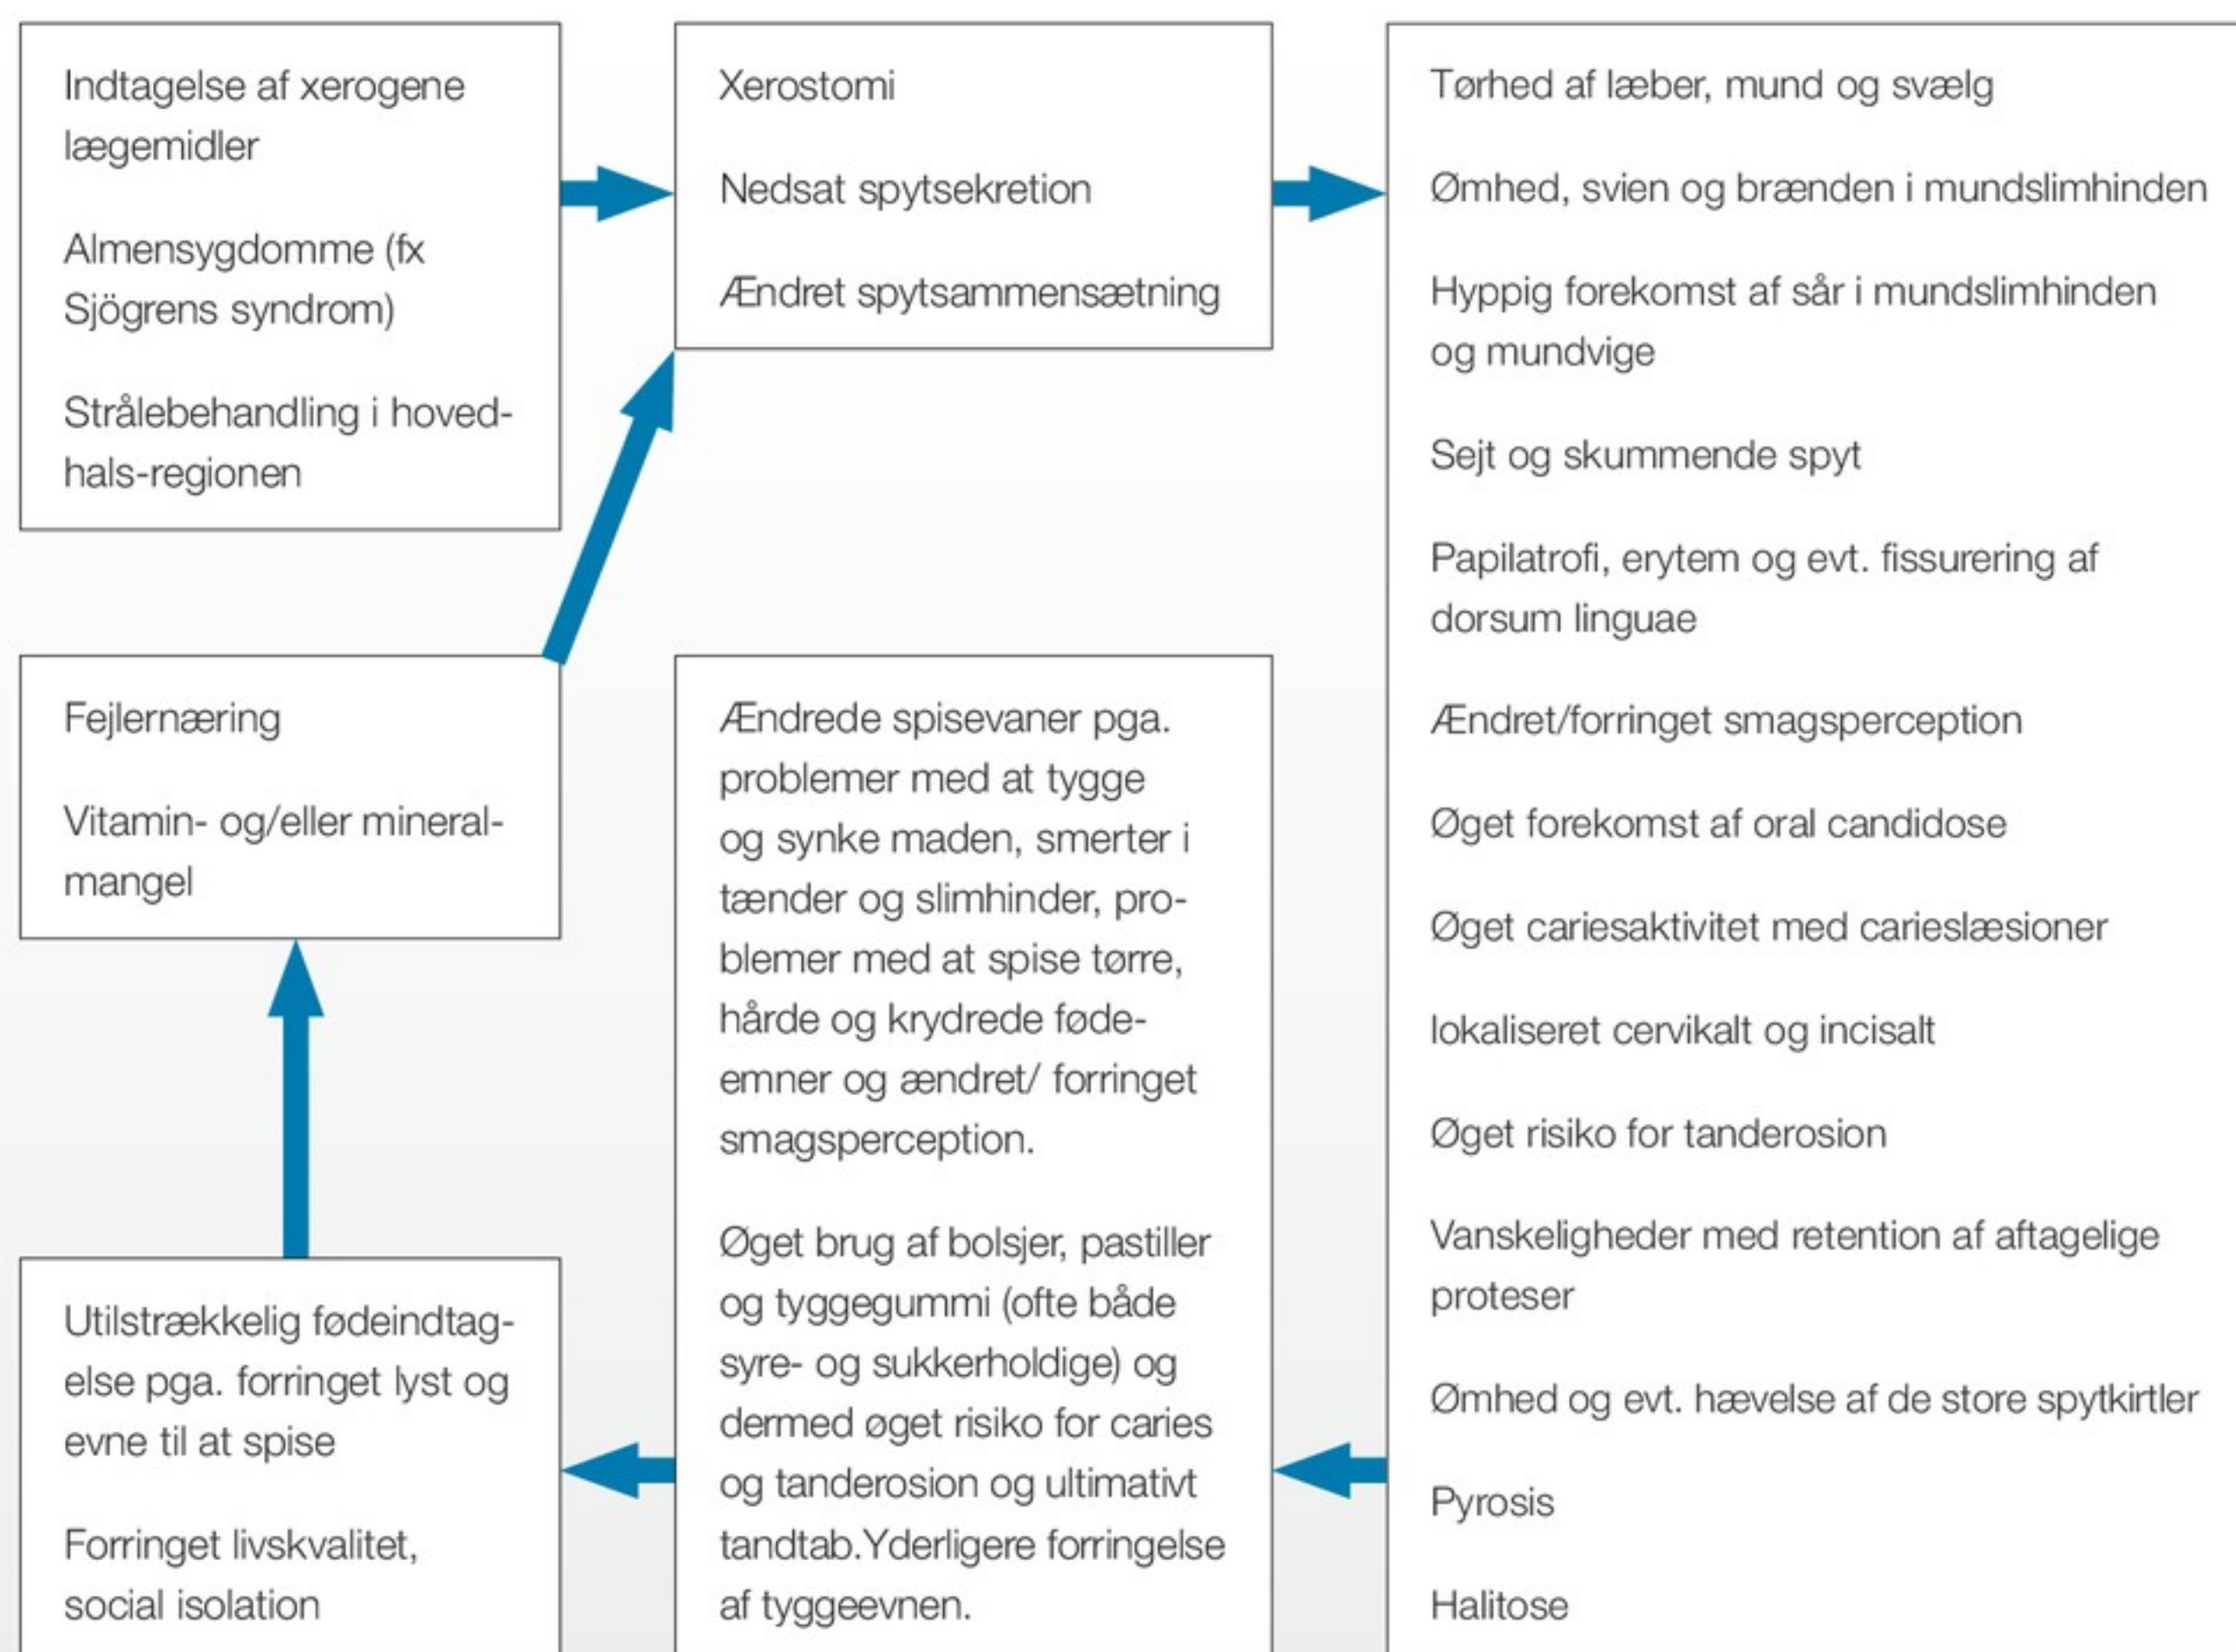 Indtagelse af xerogene
lægemidler
Almensygdomme (fx
Sjögrens syndrom)
Strålebehandling i hoved-
hals-regionen
Xerostomi
Nedsat spytsekretion
Ændret spytsammensætning
Tørhed af læber, mund og svælg
Ømhed, svien og brænden i mundslimhinden
Hyppig forekomst af sår i mundslimhinden
og mundvige
Sejt og skummende spyt
Papilatrofi, erytem og evt. fissurering af
dorsum linguae
Ændret/forringet smagsperception
Øget forekomst af oral candidose
Øget cariesaktivitet med carieslæsioner
lokaliseret cervikalt og incisalt
Øget risiko for tanderosion
Vanskeligheder med retention af aftagelige
proteser
Ømhed og evt. hævelse af de store spytkirtler
Pyrosis
Halitose
Ændrede spisevaner pga.
problemer med at tygge
og synke maden, smerter i
tænder og slimhinder, pro-
blemer med at spise tørre,
hårde og krydrede føde-
emner og ændret/ forringet
smagsperception.
Øget brug af bolsjer, pastiller
og tyggegummi (ofte både
syre- og sukkerholdige) og
dermed øget risiko for caries
og tanderosion og ultimativt
tandtab.Yderligere forringelse
af tyggeevnen.
Utilstrækkelig fødeindtag-
else pga. forringet lyst og
evne til at spise
Forringet livskvalitet,
social isolation
Fejlernæring
Vitamin- og/eller mineral-
mangel